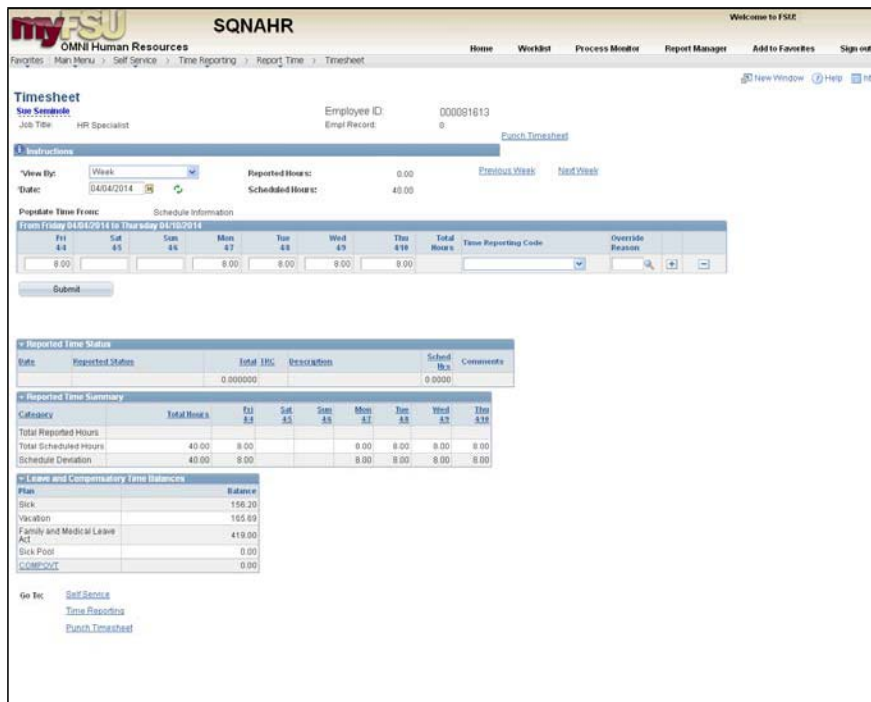 myFSU
SQNAHR
Welcome to FSU!
OMNI Human Resources
Home Worklist Process Monitor Report Manager Add to Favorites Sign out
Favorites Main Menu > Self Service > Time Reporting > Report Time > Timesheet
New Window Help
Timesheet
Sue Seminole Employee ID: 000081613
Job Title: HR Specialist Empl Record: 0
Punch Timesheet
Instructions
*View By: Week Reported Hours: 0.00 Previous Week Next Week
*Date: 04/04/2014 Scheduled Hours: 40.00
Populate Time From: Schedule Information
From Friday 04/04/2014 to Thursday 04/10/2014
Fri Sat Sun Mon Tue Wed Thu Total Time Reporting Code Override
4/4 4/5 4/6 4/7 4/8 4/9 4/10 Hours Reason
8.00 8.00 8.00 8.00 8.00
Submit
Reported Time Status
Date Reported Status Total TRC Description Sched Hrs Comments
0.000000 0.0000
Reported Time Summary
Category Total Hours Fri 4/4 Sat 4/5 Sun 4/6 Mon 4/7 Tue 4/8 Wed 4/9 Thu 4/10
Total Reported Hours
Total Scheduled Hours 40.00 8.00 8.00 8.00 8.00 8.00
Schedule Deviation 40.00 8.00 8.00 8.00 8.00 8.00
Leave and Compensatory Time Balances
Plan Balance
Sick 156.20
Vacation 165.69
Family and Medical Leave Act 419.00
Sick Pool 0.00
COMPOVT 0.00
Go To: Self Service
Time Reporting
Punch Timesheet